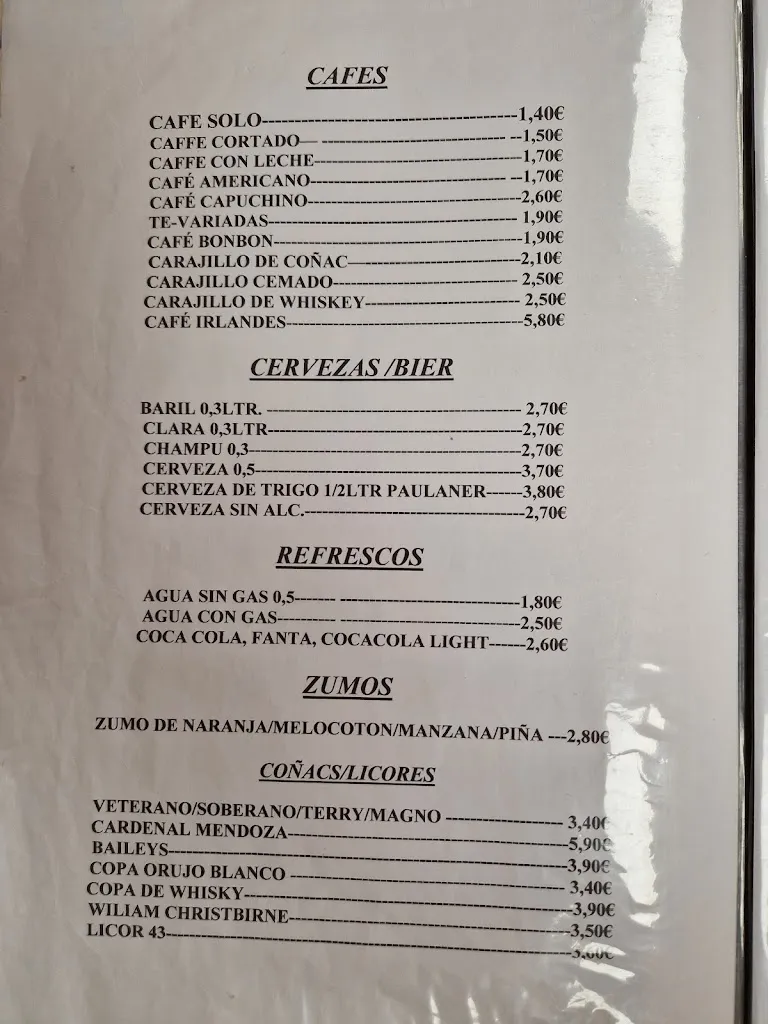 CAFES
CAFE SOLO-------------------------------------------1,40€
CAFFE CORTADO— ------------------------------- --1,50€
CAFFE CON LECHE-----------------------------------1,70€
CAFÉ AMERICANO--------------------------------- --1,70€
CAFÉ CAPUCHINO------------------------------------2,60€
TE-VARIADAS------------------------------------------ 1,90€
CAFÉ BONBON------------------------------------------1,90€
CARAJILLO DE COÑAC—----------------------------2,10€
CARAJILLO CEMADO------------------------------- 2,50€
CARAJILLO DE WHISKEY-------------------------- 2,50€
CAFÉ IRLANDES----------------------------------------5,80€
CERVEZAS /BIER
BARIL 0,3LTR. ------------------------------------------- 2,70€
CLARA 0,3LTR-------------------------------------------2,70€
CHAMPU 0,3----------------------------------------------2,70€
CERVEZA 0,5---------------------------------------------3,70€
CERVEZA DE TRIGO 1/2LTR PAULANER------3,80€
CERVEZA SIN ALC.-------------------------------------2,70€
REFRESCOS
AGUA SIN GAS 0,5------- -------------------------------1,80€
AGUA CON GAS---------- -------------------------------2,50€
COCA COLA, FANTA, COCACOLA LIGHT------2,60€
ZUMOS
ZUMO DE NARANJA/MELOCOTON/MANZANA/PIÑA ---2,80€
COÑACS/LICORES
VETERANO/SOBERANO/TERRY/MAGNO -------------------- 3,40€
CARDENAL MENDOZA-----------------------------------------------5,90€
BAILEYS-------------------------------------------------------------------3,90€
COPA ORUJO BLANCO ---------------------------------------------- 3,40€
COPA DE WHISKY-------------------------------------------------------3,90€
WILIAM CHRISTBIRNE-----------------------------------------------3,50€
LICOR 43---------------------------------------------------------------------